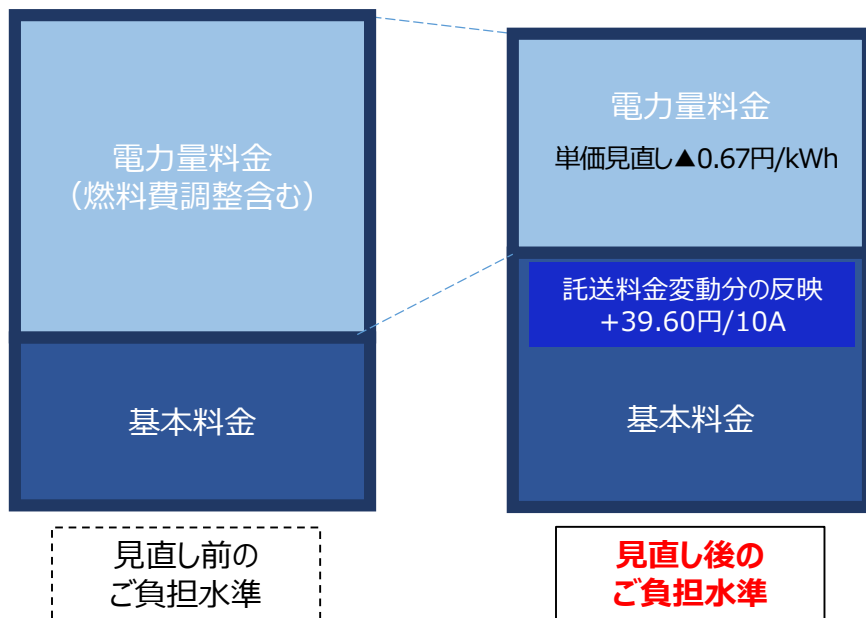 電力量料金
（燃料費調整含む）
基本料金
見直し前の
ご負担水準
電力量料金
単価見直し▲0.67円/kWh
託送料金変動分の反映
+39.60円/10A
基本料金
見直し後の
ご負担水準